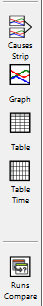 Causes
Strip
Graph
Table
Table
Time
Runs
Compare